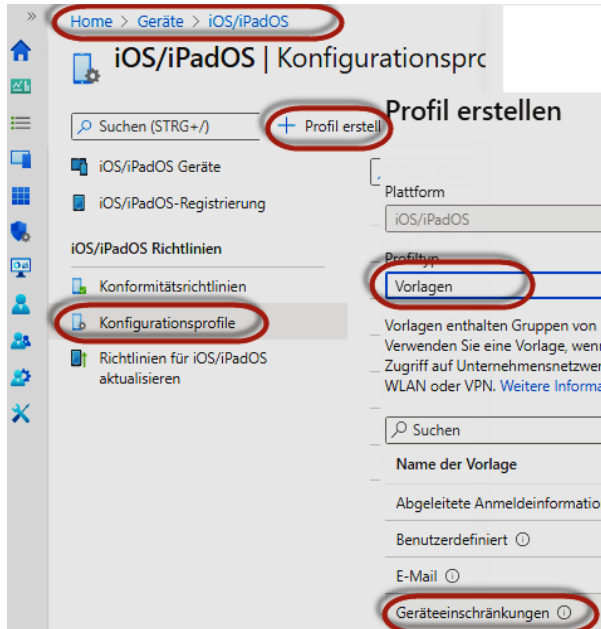 Home > Geräte > iOS/iPadOS
iOS/iPadOS | Konfigurationspro
Suchen (STRG+/)
+ Profil erstell
iOS/iPadOS Geräte
iOS/iPadOS-Registrierung
iOS/iPadOS Richtlinien
Konformitätsrichtlinien
Konfigurationsprofile
Richtlinien für iOS/iPadOS
aktualisieren
Profil erstellen
Plattform
iOS/iPadOS
Profiltyp
Vorlagen
Vorlagen enthalten Gruppen von
Verwenden Sie eine Vorlage, wenn
Zugriff auf Unternehmensnetzwer
WLAN oder VPN. Weitere Informa
Suchen
Name der Vorlage
Abgeleitete Anmeldeinformatio
Benutzerdefiniert
E-Mail
Geräteeinschränkungen